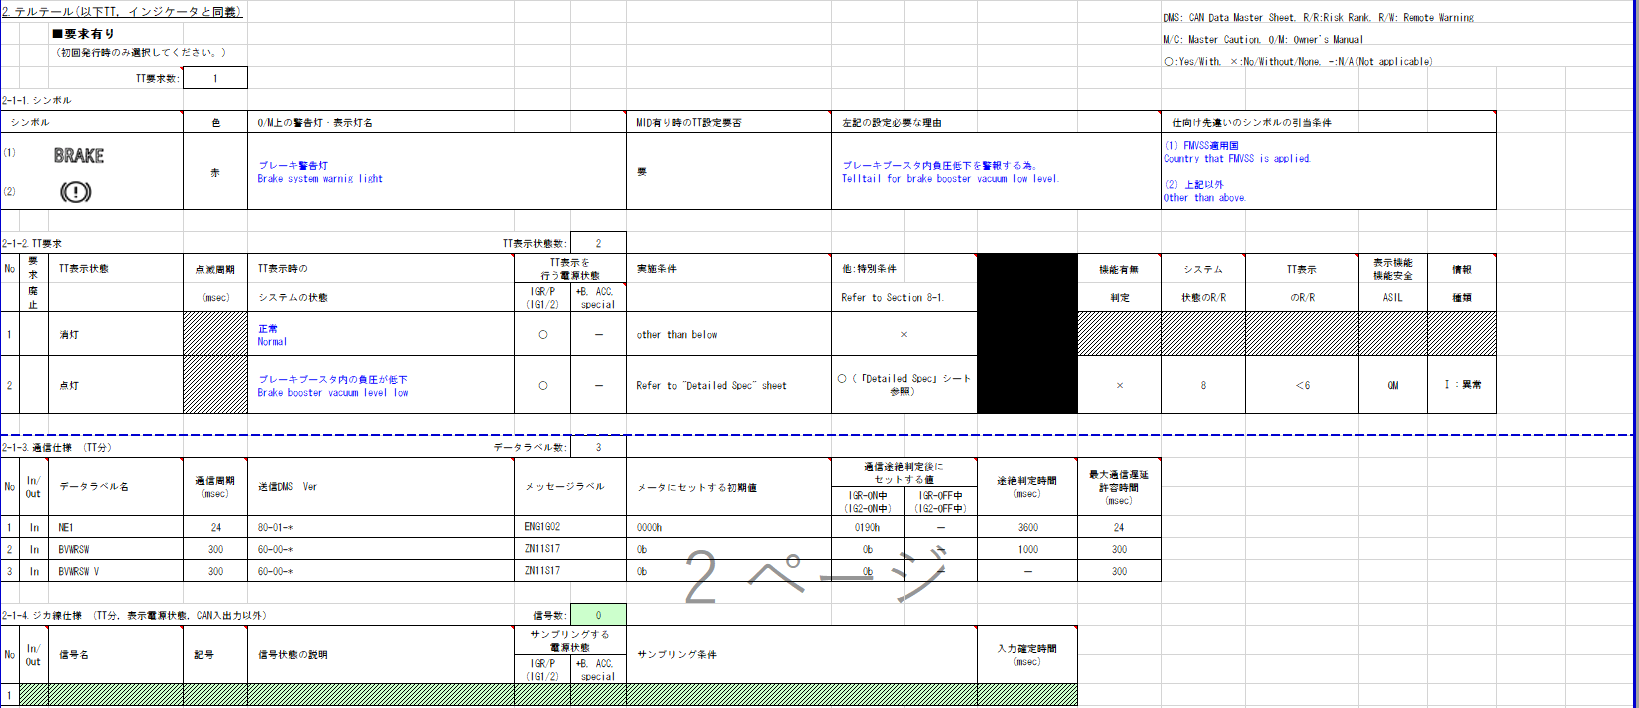 2.テルテール(以下TT, インジケータと同義)
■要求有り
(初回発行時のみ選択してください。)
DMS: CAN Data Master Sheet, R/R:Risk Rank, R/W: Remote Warning
M/C: Master Caution, O/M: Owner's Manual
○:Yes/With, ×:No/Without/None, -:N/A(Not applicable)
TT要求数: 1
2-1-1.シンボル
シンボル 色 O/M上の警告灯・表示灯名 MID有り時のTT設定要否 左記の設定必要な理由 仕向け先違いのシンボルの引当条件
(1) BRAKE
(2)
赤
ブレーキ警告灯
Brake system warnig light
要
ブレーキブースタ内負圧低下を警報する為。
Telltail for brake booster vacuum low level.
(1) FMVSS適用国
Country that FMVSS is applied.
(2) 上記以外
Other than above.
2-1-2.TT要求 TT表示状態数: 2
No 要求廃止 TT表示状態 点滅周期 (msec) TT表示時の システムの状態 TT表示を行う電源状態 IGR/P (IG1/2) +B, ACC, special 実施条件 他:特別条件 Refer to Section 8-1. 機能有無 判定 システム 状態のR/R TT表示 のR/R 表示機能 機能安全 ASIL 情報 種類
1 消灯 正常 Normal ○ － other than below ×
2 点灯 ブレーキブースタ内の負圧が低下 Brake booster vacuum level low ○ － Refer to "Detailed Spec" sheet ○(「Detailed Spec」シート参照) × 8 <6 QM Ⅰ:異常
2-1-3.通信仕様 (TT分) データラベル数: 3
No In/Out データラベル名 通信周期 (msec) 送信DMS Ver メッセージラベル メータにセットする初期値 通信途絶判定後にセットする値 IGR-ON中 (IG2-ON中) IGR-OFF中 (IG2-OFF中) 途絶判定時間 (msec) 最大通信遅延許容時間 (msec)
1 In NE1 24 80-01-* ENG1G02 0000h 0190h － 3600 24
2 In BVWRSW 300 60-00-* ZN11S17 0b 0b － 1000 300
3 In BVWRSW V 300 60-00-* ZN11S17 0b 0b － － 300
2 ページ
2-1-4.ジカ線仕様 (TT分, 表示電源状態, CAN入出力以外) 信号数: 0
No In/Out 信号名 記号 信号状態の説明 サンプリングする電源状態 IGR/P (IG1/2) +B, ACC, special サンプリング条件 入力確定時間 (msec)
1